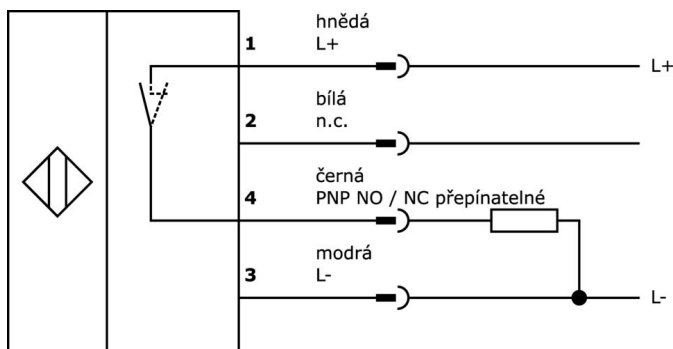 hnědá
1 L+
L+
bílá
2 n.c.
černá
4 PNP NO / NC přepínatelné
modrá
3 L-
L-